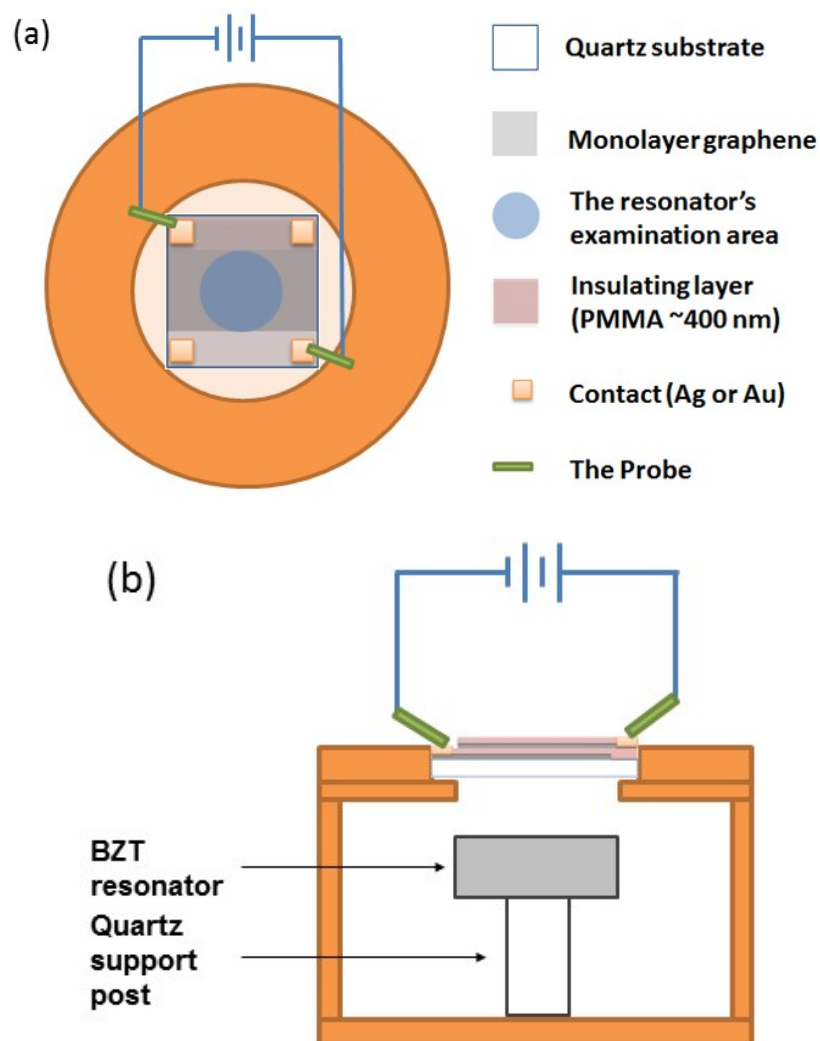 (a)
Quartz substrate
Monolayer graphene
The resonator's
examination area
Insulating layer
(PMMA ~400 nm)
Contact (Ag or Au)
The Probe
(b)
BZT
resonator
Quartz
support
post